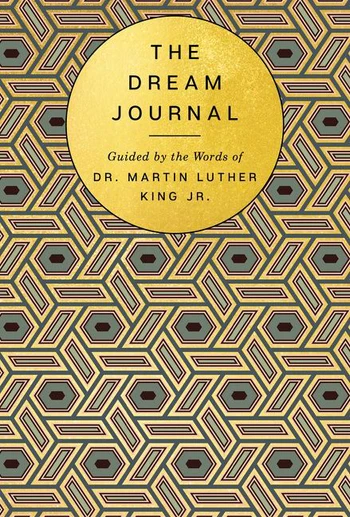 THE
DREAM
JOURNAL
Guided by the Words of
DR. MARTIN LUTHER
KING JR.